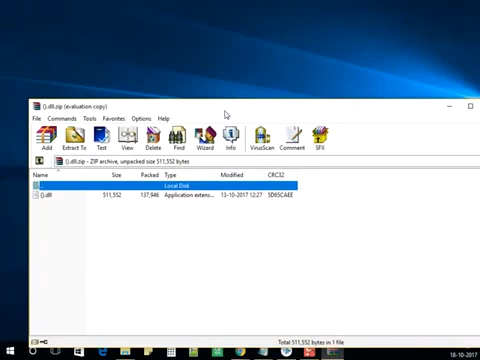 ().dll.zip (evaluation copy)
File Commands Tools Favorites Options Help
Add Extract To Test View Delete Find Wizard Info VirusScan Comment SFX
().dll.zip - ZIP archive, unpacked size 511,552 bytes
Name Size Packed Type Modified CRC32
.. Local Disk
().dll 511,552 137,946 Application extens... 13-10-2017 12:27 5D65CAEE
Total 511,552 bytes in 1 file
18-10-2017